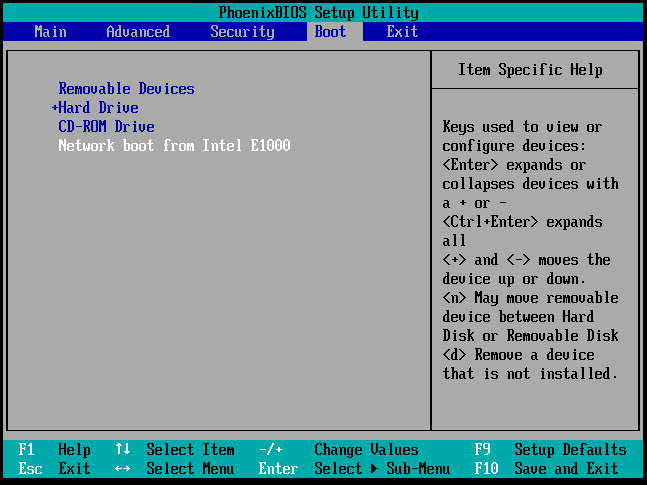 PhoenixBIOS Setup Utility
Main Advanced Security Boot Exit
Removable Devices
+Hard Drive
CD-ROM Drive
Network boot from Intel E1000
Item Specific Help
Keys used to view or
configure devices:
<Enter> expands or
collapses devices with
a + or -
<Ctrl+Enter> expands
all
<+> and <-> moves the
device up or down.
<n> May move removable
device between Hard
Disk or Removable Disk
<d> Remove a device
that is not installed.
F1 Help ↑↓ Select Item -/+ Change Values F9 Setup Defaults
Esc Exit ↔ Select Menu Enter Select ▶ Sub-Menu F10 Save and Exit